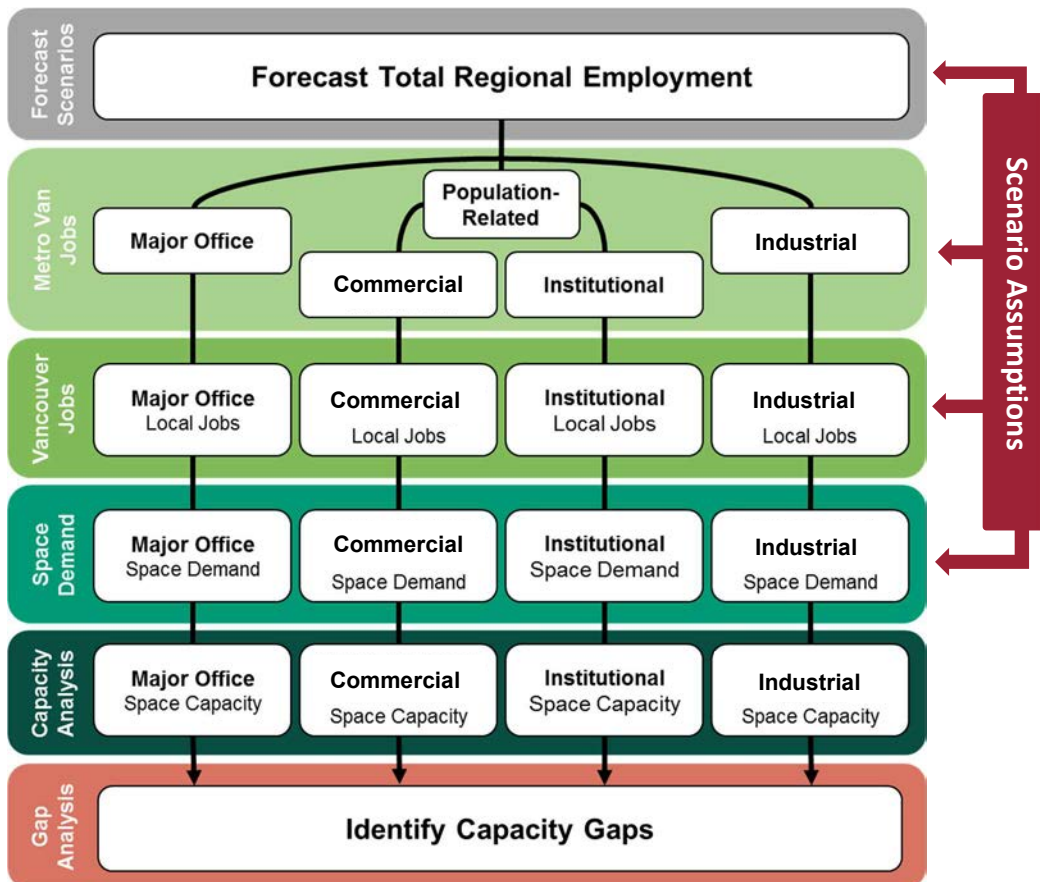 Forecast
Scenarios
Forecast Total Regional Employment
Metro Van
Jobs
Population-
Related
Major Office
Industrial
Commercial
Institutional
Vancouver
Jobs
Major Office
Local Jobs
Commercial
Local Jobs
Institutional
Local Jobs
Industrial
Local Jobs
Space
Demand
Major Office
Space Demand
Commercial
Space Demand
Institutional
Space Demand
Industrial
Space Demand
Capacity
Analysis
Major Office
Space Capacity
Commercial
Space Capacity
Institutional
Space Capacity
Industrial
Space Capacity
Gap
Analysis
Identify Capacity Gaps
Scenario Assumptions